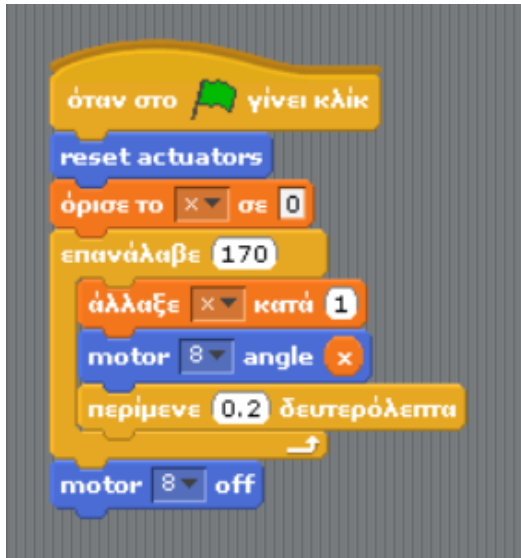 όταν στο γίνει κλίκ
reset actuators
όρισε το x σε 0
επανάλαβε 170
άλλαξε x κατά 1
motor 8 angle x
περίμενε 0.2 δευτερόλεπτα
motor 8 off